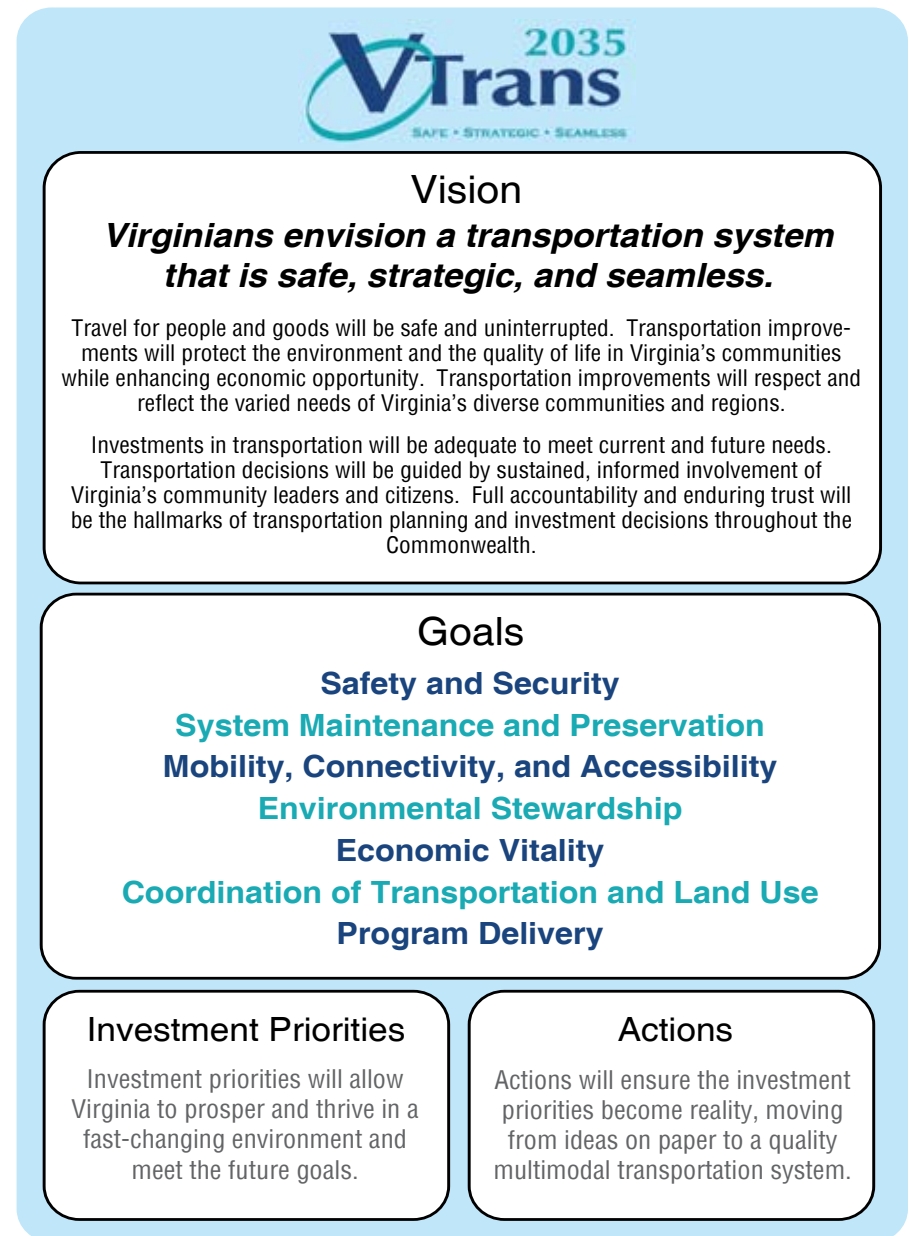 2035
VTrans
SAFE • STRATEGIC • SEAMLESS
Vision
Virginians envision a transportation system
that is safe, strategic, and seamless.
Travel for people and goods will be safe and uninterrupted.  Transportation improve-
ments will protect the environment and the quality of life in Virginia's communities
while enhancing economic opportunity.  Transportation improvements will respect and
reflect the varied needs of Virginia's diverse communities and regions.
Investments in transportation will be adequate to meet current and future needs.
Transportation decisions will be guided by sustained, informed involvement of
Virginia's community leaders and citizens.  Full accountability and enduring trust will
be the hallmarks of transportation planning and investment decisions throughout the
Commonwealth.
Goals
Safety and Security
System Maintenance and Preservation
Mobility, Connectivity, and Accessibility
Environmental Stewardship
Economic Vitality
Coordination of Transportation and Land Use
Program Delivery
Investment Priorities
Investment priorities will allow
Virginia to prosper and thrive in a
fast-changing environment and
meet the future goals.
Actions
Actions will ensure the investment
priorities become reality, moving
from ideas on paper to a quality
multimodal transportation system.